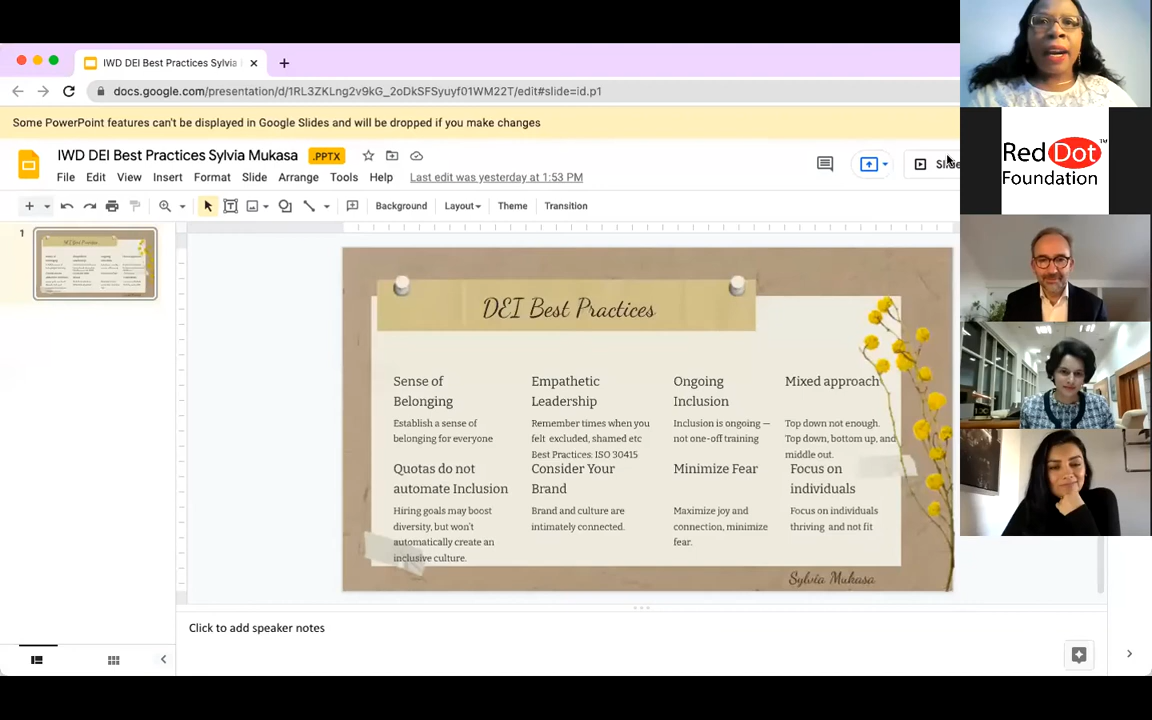 IWD DEI Best Practices Sylvia
docs.google.com/presentation/d/1RL3ZKLng2v9kG_2oDkSFSyuyf01WM22T/edit#slide=id.p1
Some PowerPoint features can't be displayed in Google Slides and will be dropped if you make changes
IWD DEI Best Practices Sylvia Mukasa .PPTX
File Edit View Insert Format Slide Arrange Tools Help Last edit was yesterday at 1:53 PM
Background Layout Theme Transition
1
DEI Best Practices
Sense of
Belonging
Establish a sense of
belonging for everyone
Empathetic
Leadership
Remember times when you
felt excluded, shamed etc
Best Practices: ISO 30415
Ongoing
Inclusion
Inclusion is ongoing —
not one-off training
Mixed approach
Top down not enough.
Top down, bottom up, and
middle out.
Quotas do not
automate Inclusion
Hiring goals may boost
diversity, but won't
automatically create an
inclusive culture.
Consider Your
Brand
Brand and culture are
intimately connected.
Minimize Fear
Maximize joy and
connection, minimize
fear.
Focus on
individuals
Focus on individuals
thriving and not fit
Sylvia Mukasa
Click to add speaker notes
Red Dot™
Foundation